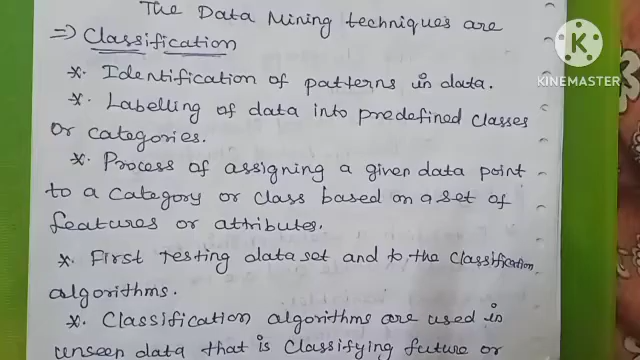 The Data Mining techniques are
⇒ Classification
*. Identification of patterns in data.
*. Labelling of data into predefined classes
or categories.
*. Process of assigning a given data point
to a category or class based on a set of
features or attributes.
*. First testing data set and to the classification
algorithms.
*. Classification algorithms are used in
unseen data that is classifying future or
KINEMASTER